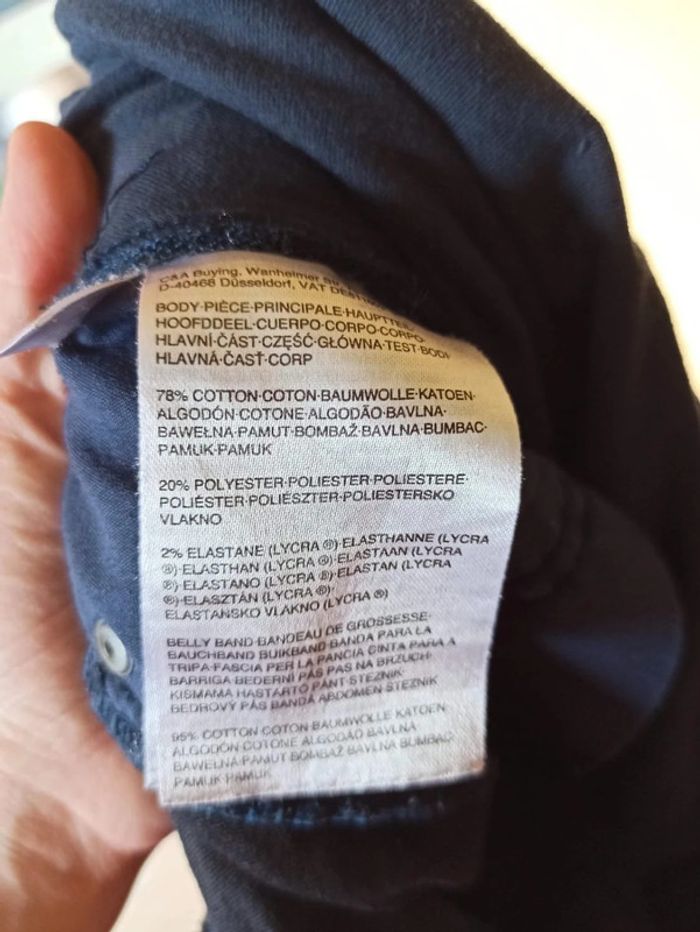 C&A Buying, Wanheimer
D-40468 Düsseldorf, VAT
BODY·PIÈCE·PRINCIPALE·HAUPTTEIL
HOOFDDEEL·CUERPO·CORPO·CORPO
HLAVNÍ·ČÁST·CZĘŚĆ·GŁÓWNA·TEST·BODY
HLAVNÁ·ČASŤ·CORP
78% COTTON·COTON·BAUMWOLLE·KATOEN·
ALGODÓN·COTONE·ALGODÃO·BAVLNA·
BAWEŁNA·PAMUT·BOMBAŽ·BAVLNA·BUMBAC·
PAMUK·PAMUK
20% POLYESTER·POLIESTER·POLIESTERE·
POLIÉSTER·POLIÉSZTER·POLIESTERSKO
VLAKNO
2% ELASTANE (LYCRA ®)·ELASTHANNE (LYCRA
®)·ELASTHAN (LYCRA ®)·ELASTAAN (LYCRA
®)·ELASTANO (LYCRA ®)·ELASTAN (LYCRA
®)·ELASZTÁN (LYCRA ®)·
ELASTANSKO VLAKNO (LYCRA ®)
BELLY BAND·BANDEAU DE GROSSESSE·
BAUCHBAND·BUIKBAND·BANDA PARA LA
TRIPA·FASCIA PER LA PANCIA·CINTA PARA A
BARRIGA·BEDERNÍ PÁS·PAS NA BRZUCH·
KISMAMA HASTARTÓ PÁNT·STEZNIK·
BEDROVÝ PÁS·BANDĂ ABDOMEN·STEZNIK
95% COTTON·COTON·BAUMWOLLE·KATOEN·
ALGODÓN·COTONE·ALGODÃO·BAVLNA·
BAWEŁNA·PAMUT·BOMBAŽ·BAVLNA·BUMBAC·
PAMUK·PAMUK